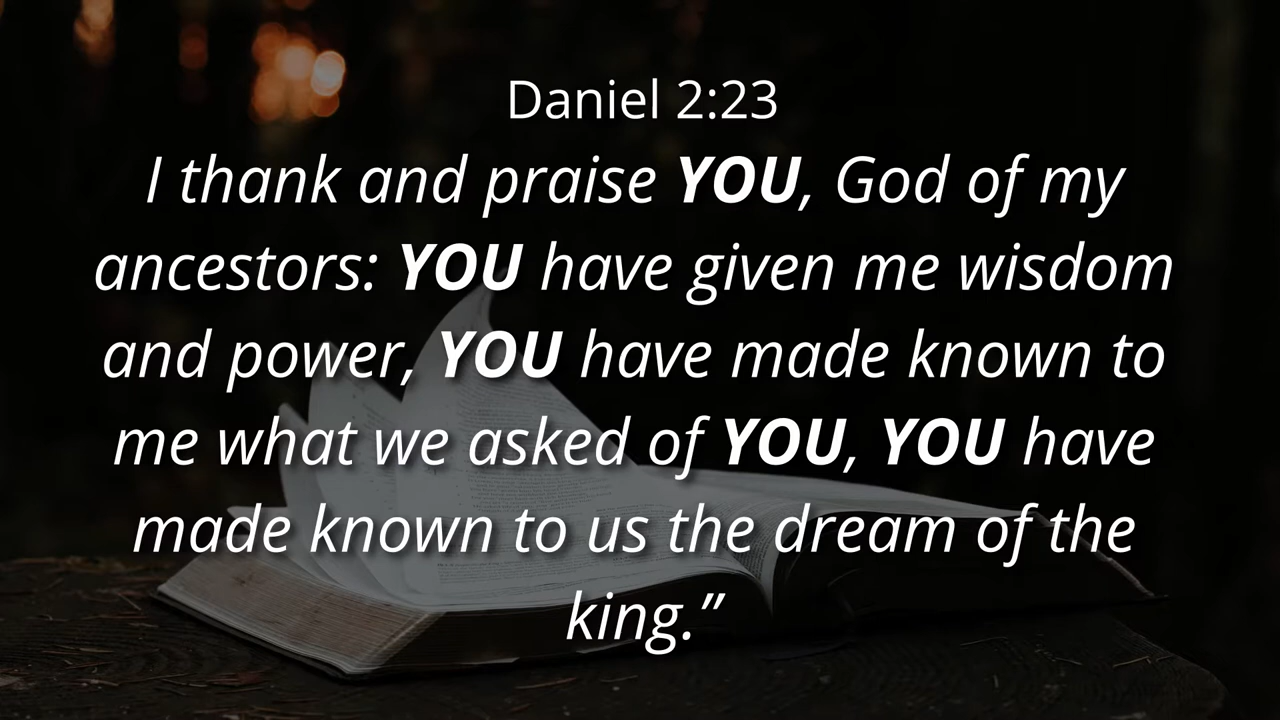 Daniel 2:23
I thank and praise YOU, God of my
ancestors: YOU have given me wisdom
and power, YOU have made known to
me what we asked of YOU, YOU have
made known to us the dream of the
king.”